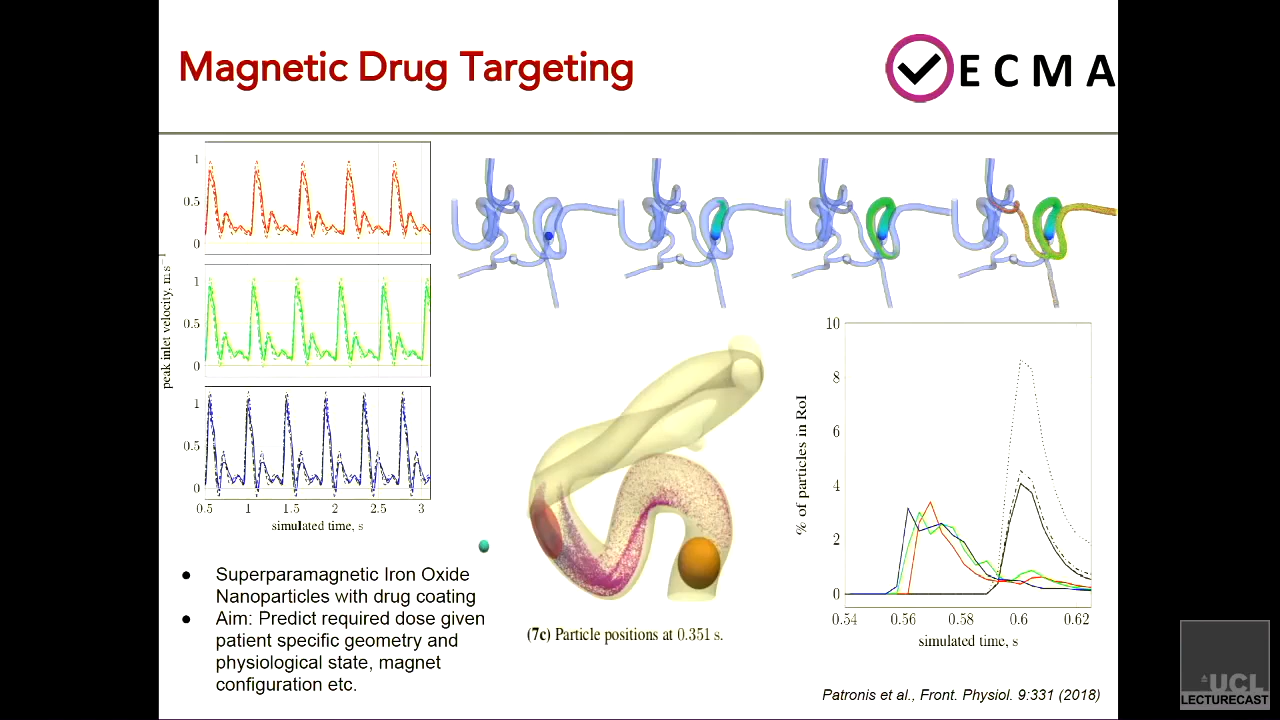 Magnetic Drug Targeting
ECMA
1
0.5
0
1
0.5
0
1
0.5
0
peak inlet velocity, m s⁻¹
0.5 1 1.5 2 2.5 3
simulated time, s
● Superparamagnetic Iron Oxide
Nanoparticles with drug coating
● Aim: Predict required dose given
patient specific geometry and
physiological state, magnet
configuration etc.
(7c) Particle positions at 0.351 s.
10
8
6
4
2
0
% of particles in RoI
0.54 0.56 0.58 0.6 0.62
simulated time, s
Patronis et al., Front. Physiol. 9:331 (2018)
UCL
LECTURECAST